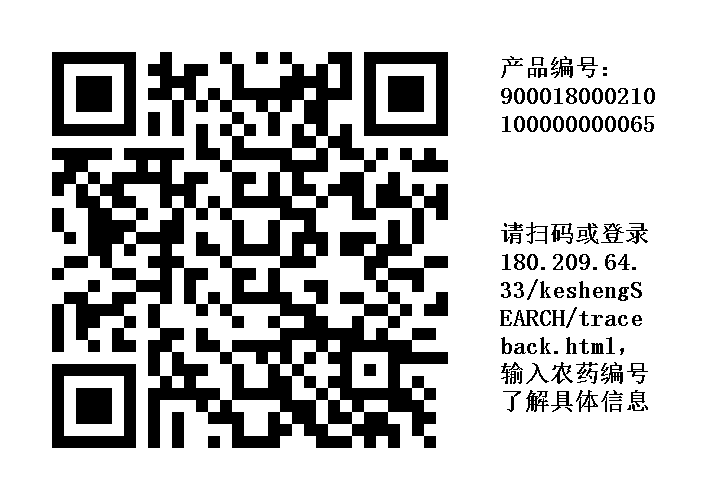 产品编号：
900018000210
100000000065
请扫码或登录
180.209.64.
33/keshengS
EARCH/trace
back.html，
输入农药编号
了解具体信息